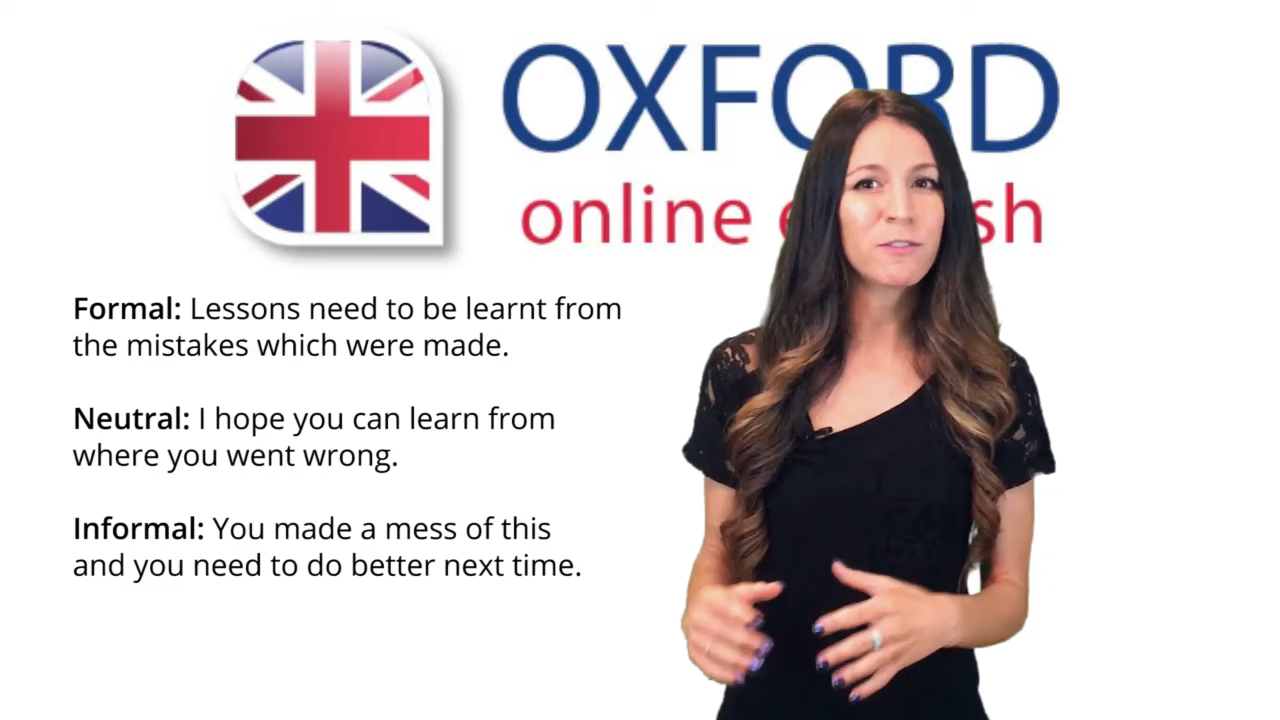 OXFORD
online
Formal: Lessons need to be learnt from
the mistakes which were made.
Neutral: I hope you can learn from
where you went wrong.
Informal: You made a mess of this
and you need to do better next time.